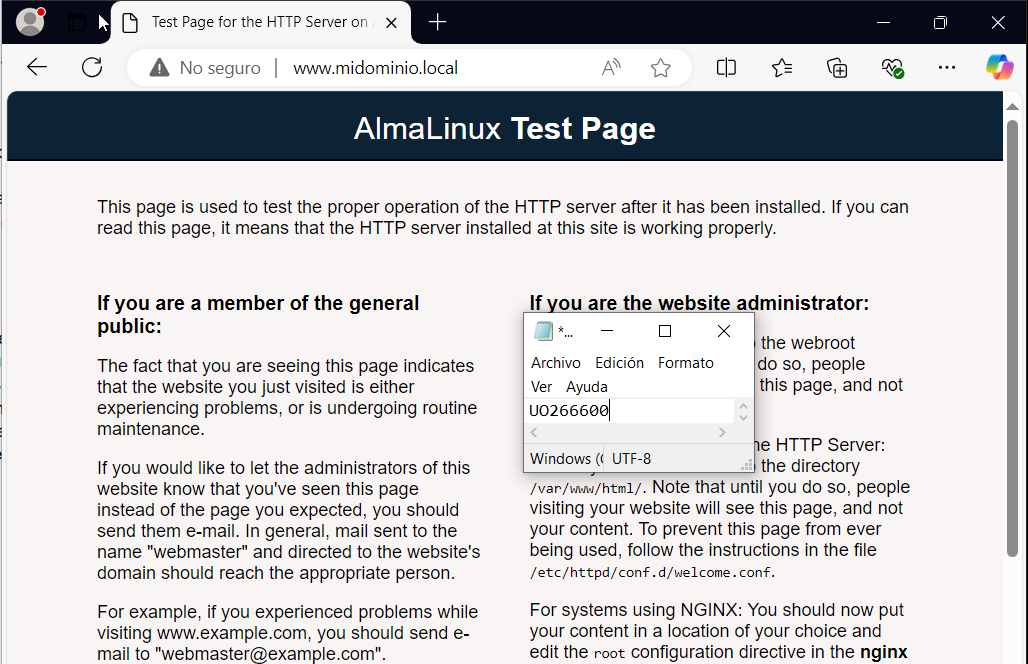 Test Page for the HTTP Server on
No seguro
www.midominio.local
AlmaLinux Test Page
This page is used to test the proper operation of the HTTP server after it has been installed. If you can
read this page, it means that the HTTP server installed at this site is working properly.
If you are a member of the general
public:
The fact that you are seeing this page indicates
that the website you just visited is either
experiencing problems, or is undergoing routine
maintenance.
If you would like to let the administrators of this
website know that you've seen this page
instead of the page you expected, you should
send them e-mail. In general, mail sent to the
name "webmaster" and directed to the website's
domain should reach the appropriate person.
For example, if you experienced problems while
visiting www.example.com, you should send e-
mail to "webmaster@example.com".
If you are the website administrator:
the webroot
do so, people
this page, and not
*...
Archivo Edición Formato
Ver Ayuda
UO266600
Windows (
UTF-8
HTTP Server:
the directory
/var/www/html/. Note that until you do so, people
visiting your website will see this page, and not
your content. To prevent this page from ever
being used, follow the instructions in the file
/etc/httpd/conf.d/welcome.conf.
For systems using NGINX: You should now put
your content in a location of your choice and
edit the root configuration directive in the nginx